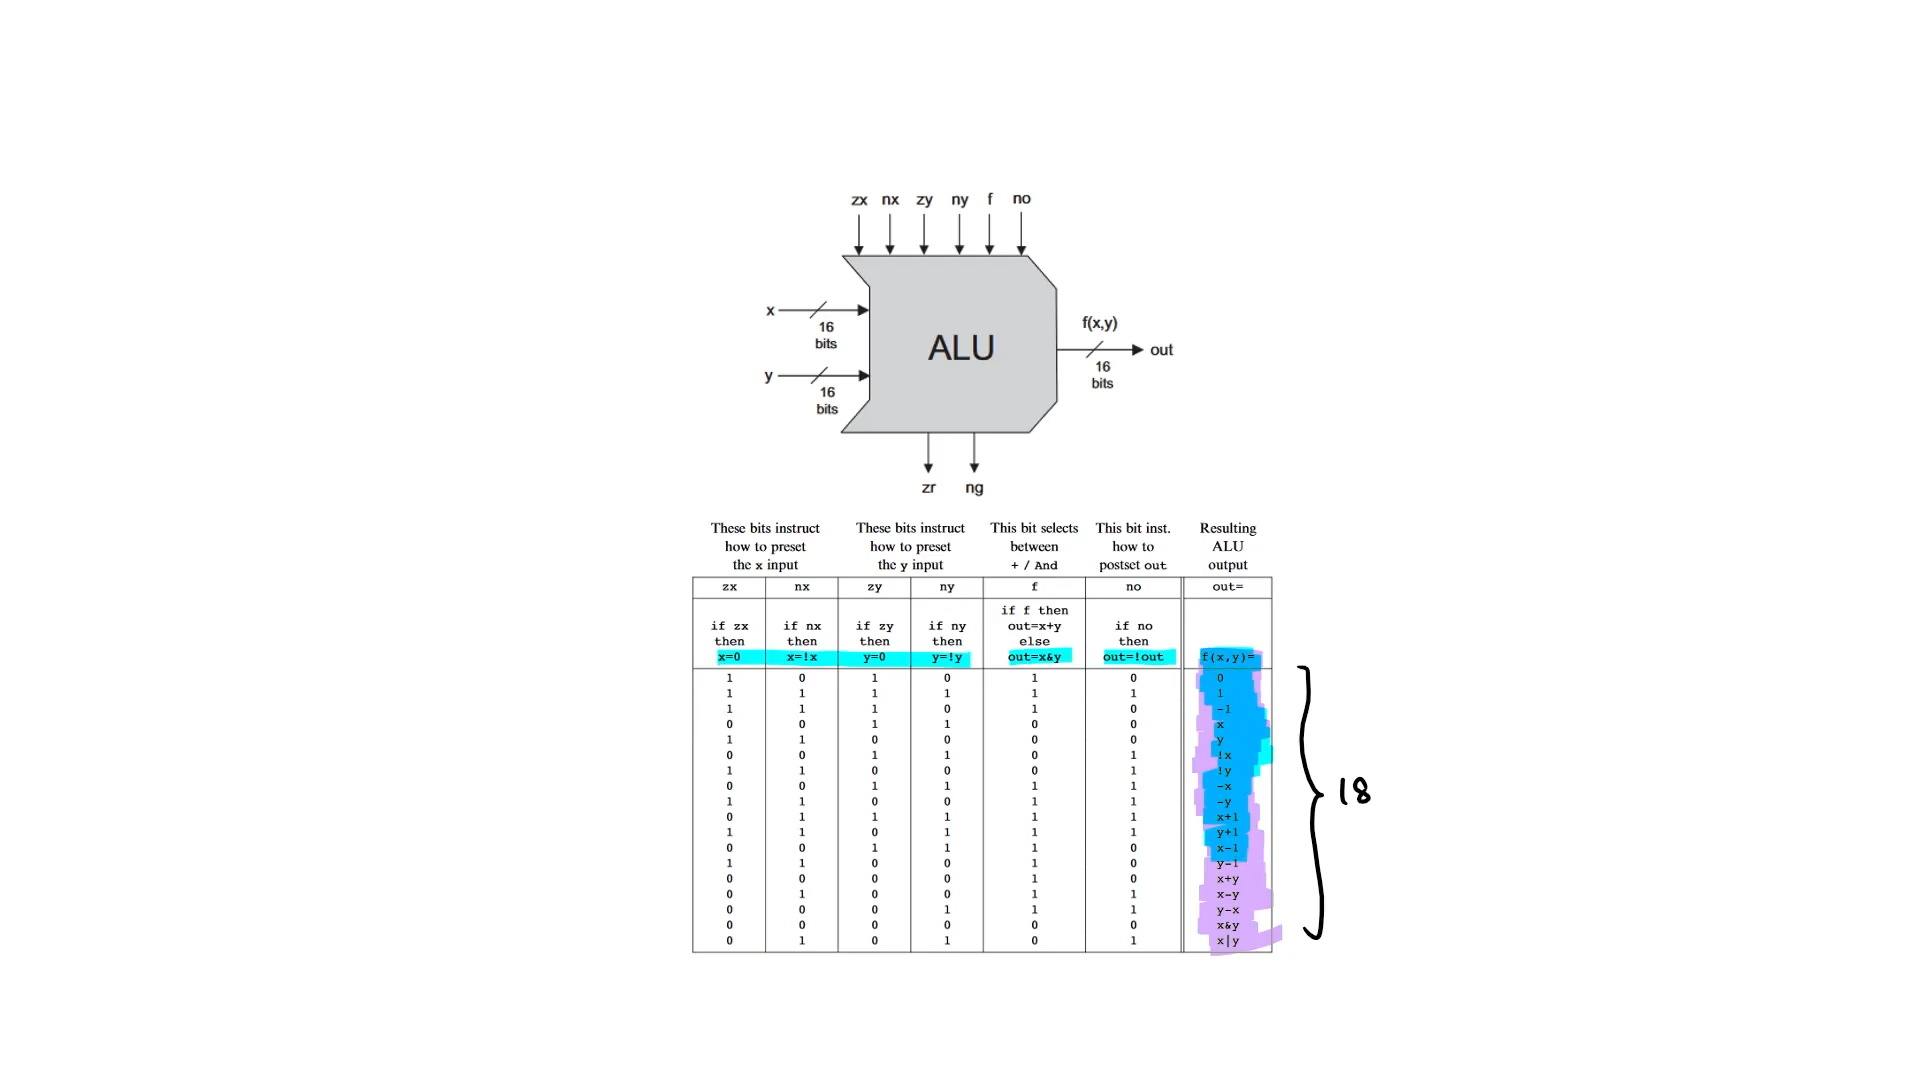 zx nx zy ny f no
x
16
bits
y
16
bits
ALU
f(x,y)
out
16
bits
zr ng
These bits instruct These bits instruct This bit selects This bit inst. Resulting
how to preset how to preset between how to ALU
the x input the y input + / And postset out output
zx nx zy ny f no out=
if f then
if zx if nx if zy if ny out=x+y if no
then then then then else then
x=0 x=!x y=0 y=!y out=x&y out=!out f(x,y)=
1 0 1 0 1 0 0
1 1 1 1 1 1 1
1 1 1 0 1 0 -1
0 0 1 1 0 0 x
1 1 0 0 0 0 y
0 0 1 1 0 1 !x
1 1 0 0 0 1 !y
0 0 1 1 1 1 -x
1 1 0 0 1 1 -y
0 1 1 1 1 1 x+1
1 1 0 1 1 1 y+1
0 0 1 1 1 0 x-1
1 1 0 0 1 0 y-1
0 0 0 0 1 0 x+y
0 1 0 0 1 1 x-y
0 0 0 1 1 1 y-x
0 0 0 0 0 0 x&y
0 1 0 1 0 1 x|y
18